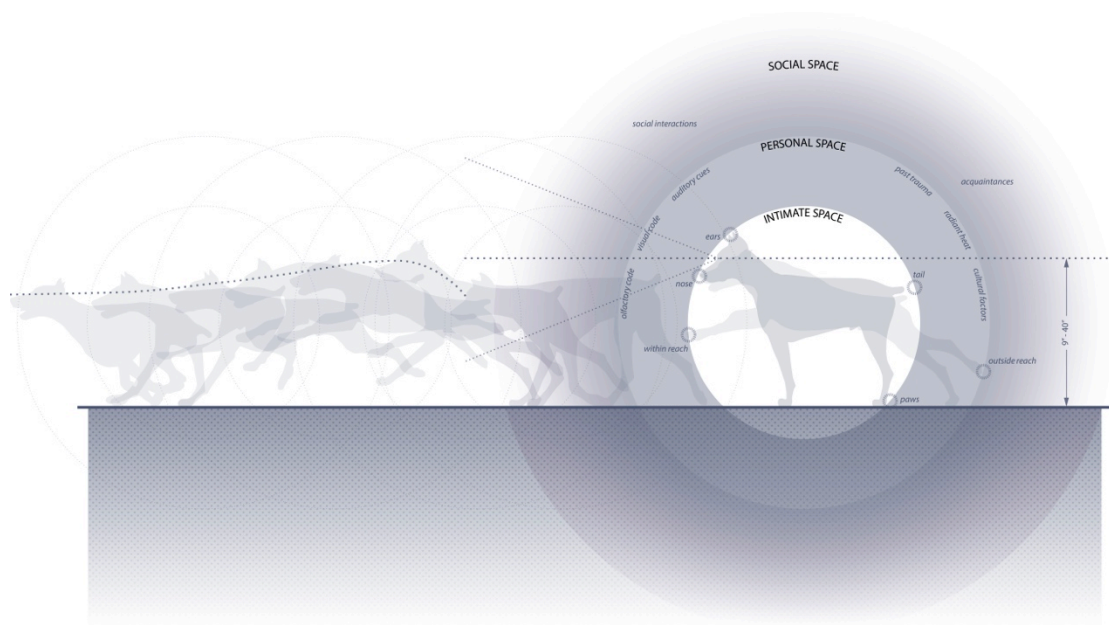 SOCIAL SPACE
social interactions
PERSONAL SPACE
auditory cues
past trauma
acquaintances
INTIMATE SPACE
visual code
radiant heat
ears
olfactory code
nose
tail
cultural factors
within reach
9" - 40"
outside reach
paws